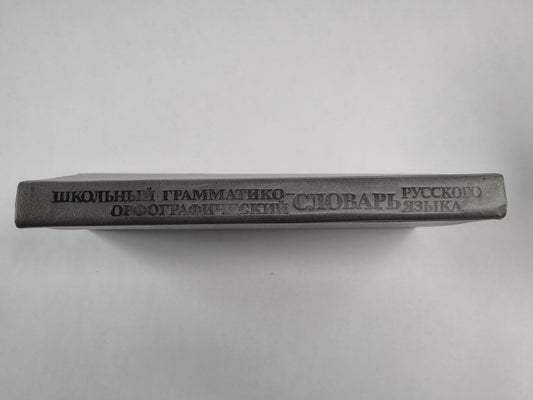 ШКОЛЬНЫЙ ГРАММАТИКО-
ОРФОГРАФИЧЕСКИЙ
СЛОВАРЬ
РУССКОГО
ЯЗЫКА